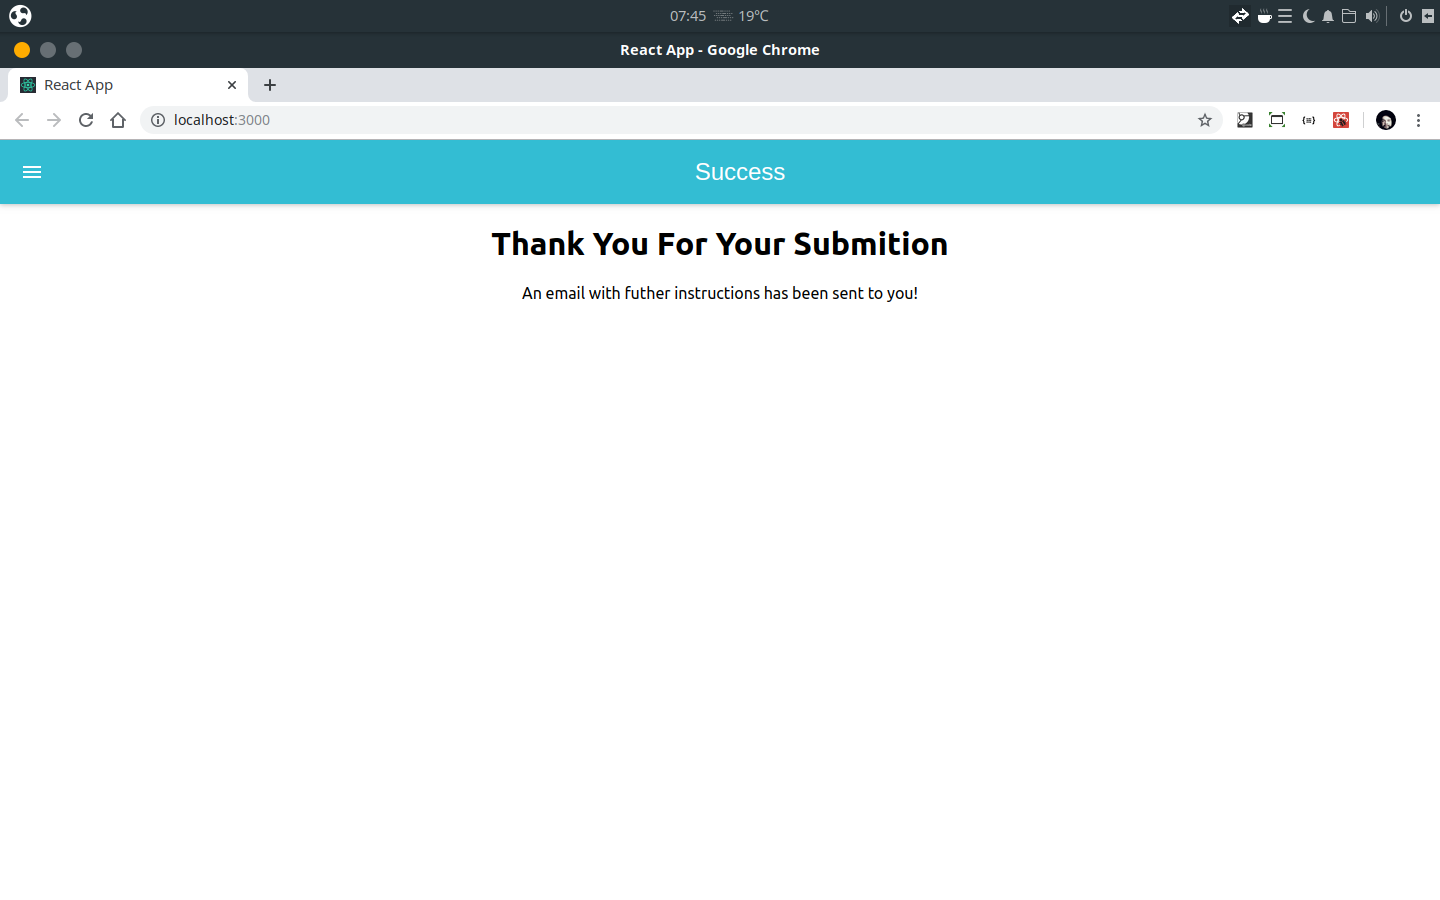 07:45 19°C
React App - Google Chrome
React App
localhost:3000
Success
Thank You For Your Submition
An email with futher instructions has been sent to you!